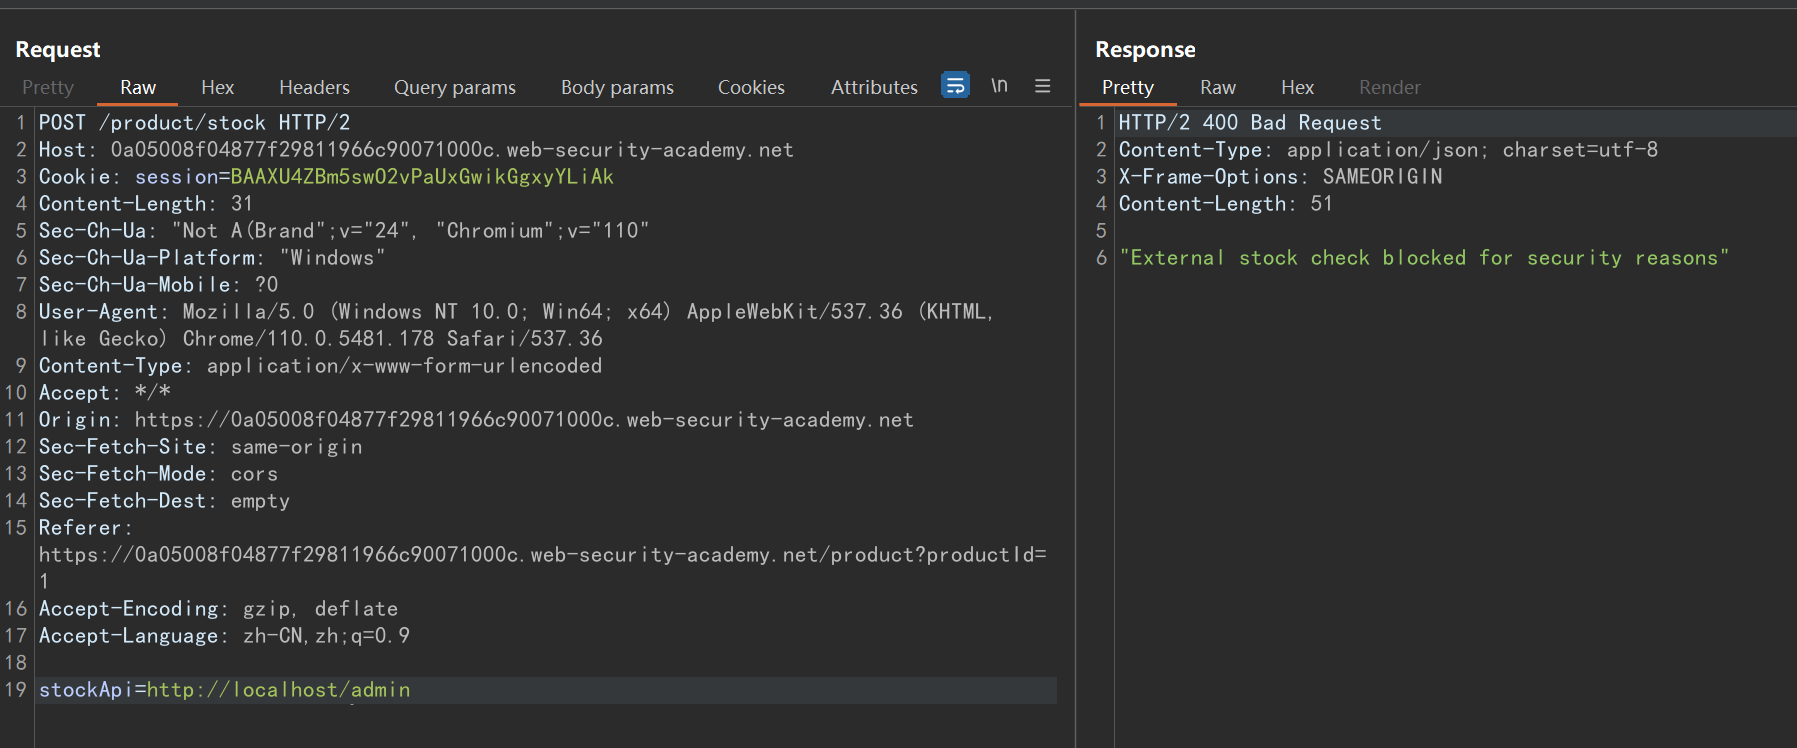 Request
Pretty Raw Hex Headers Query params Body params Cookies Attributes \n
1 POST /product/stock HTTP/2
2 Host: 0a05008f04877f29811966c90071000c.web-security-academy.net
3 Cookie: session=BAAXU4ZBm5swO2vPaUxGwikGgxyYLiAk
4 Content-Length: 31
5 Sec-Ch-Ua: "Not A(Brand";v="24", "Chromium";v="110"
6 Sec-Ch-Ua-Platform: "Windows"
7 Sec-Ch-Ua-Mobile: ?0
8 User-Agent: Mozilla/5.0 (Windows NT 10.0; Win64; x64) AppleWebKit/537.36 (KHTML,
like Gecko) Chrome/110.0.5481.178 Safari/537.36
9 Content-Type: application/x-www-form-urlencoded
10 Accept: */*
11 Origin: https://0a05008f04877f29811966c90071000c.web-security-academy.net
12 Sec-Fetch-Site: same-origin
13 Sec-Fetch-Mode: cors
14 Sec-Fetch-Dest: empty
15 Referer:
https://0a05008f04877f29811966c90071000c.web-security-academy.net/product?productId=
1
16 Accept-Encoding: gzip, deflate
17 Accept-Language: zh-CN,zh;q=0.9
18
19 stockApi=http://localhost/admin
Response
Pretty Raw Hex Render
1 HTTP/2 400 Bad Request
2 Content-Type: application/json; charset=utf-8
3 X-Frame-Options: SAMEORIGIN
4 Content-Length: 51
5
6 "External stock check blocked for security reasons"